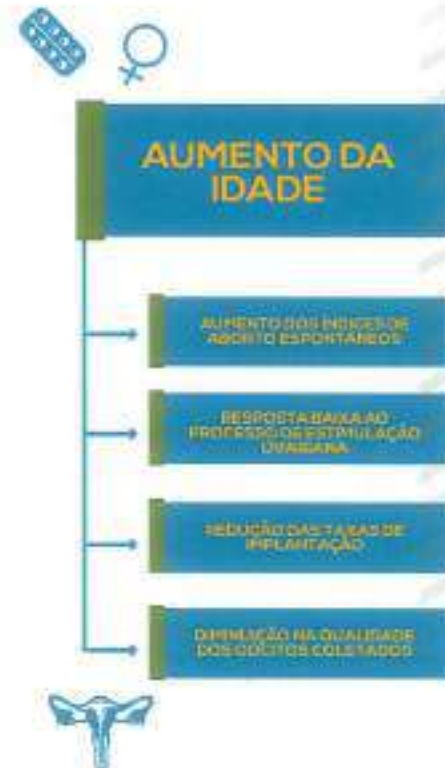 AUMENTO DA
IDADE
AUMENTO DOS ÍNDICES DE
ABORTO ESPONTÂNEOS
RESPOSTA BAIXA AO
PROCESSO DE ESTIMULAÇÃO
OVARIANA
REDUÇÃO DAS TAXAS DE
IMPLANTAÇÃO
DIMINUIÇÃO NA QUALIDADE
DOS OÓCITOS COLETADOS